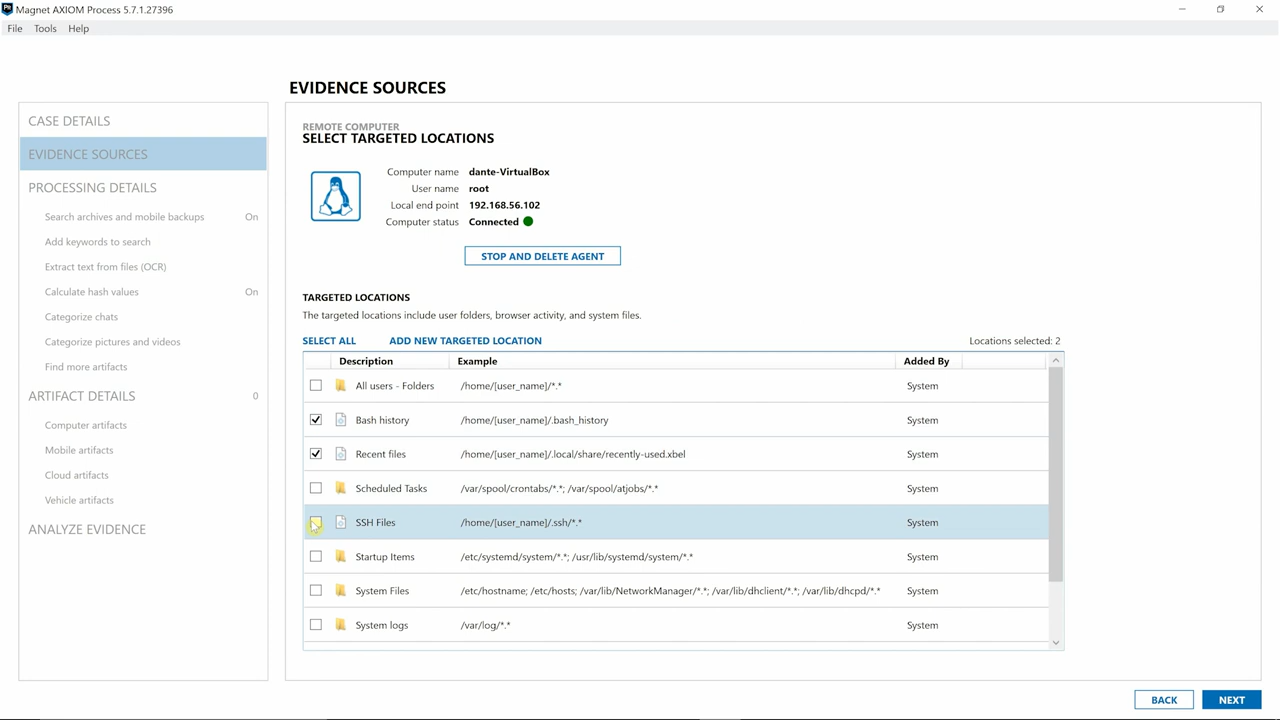 Magnet AXIOM Process 5.7.1.27396
File Tools Help
EVIDENCE SOURCES
CASE DETAILS
EVIDENCE SOURCES
PROCESSING DETAILS
Search archives and mobile backups On
Add keywords to search
Extract text from files (OCR)
Calculate hash values On
Categorize chats
Categorize pictures and videos
Find more artifacts
ARTIFACT DETAILS 0
Computer artifacts
Mobile artifacts
Cloud artifacts
Vehicle artifacts
ANALYZE EVIDENCE
REMOTE COMPUTER
SELECT TARGETED LOCATIONS
Computer name dante-VirtualBox
User name root
Local end point 192.168.56.102
Computer status Connected
STOP AND DELETE AGENT
TARGETED LOCATIONS
The targeted locations include user folders, browser activity, and system files.
SELECT ALL ADD NEW TARGETED LOCATION Locations selected: 2
Description Example Added By
All users - Folders /home/[user_name]/*.* System
Bash history /home/[user_name]/.bash_history System
Recent files /home/[user_name]/.local/share/recently-used.xbel System
Scheduled Tasks /var/spool/crontabs/*.*; /var/spool/atjobs/*.* System
SSH Files /home/[user_name]/.ssh/*.* System
Startup Items /etc/systemd/system/*.*; /usr/lib/systemd/system/*.* System
System Files /etc/hostname; /etc/hosts; /var/lib/NetworkManager/*.*; /var/lib/dhclient/*.*; /var/lib/dhcpd/*.* System
System logs /var/log/*.* System
BACK NEXT